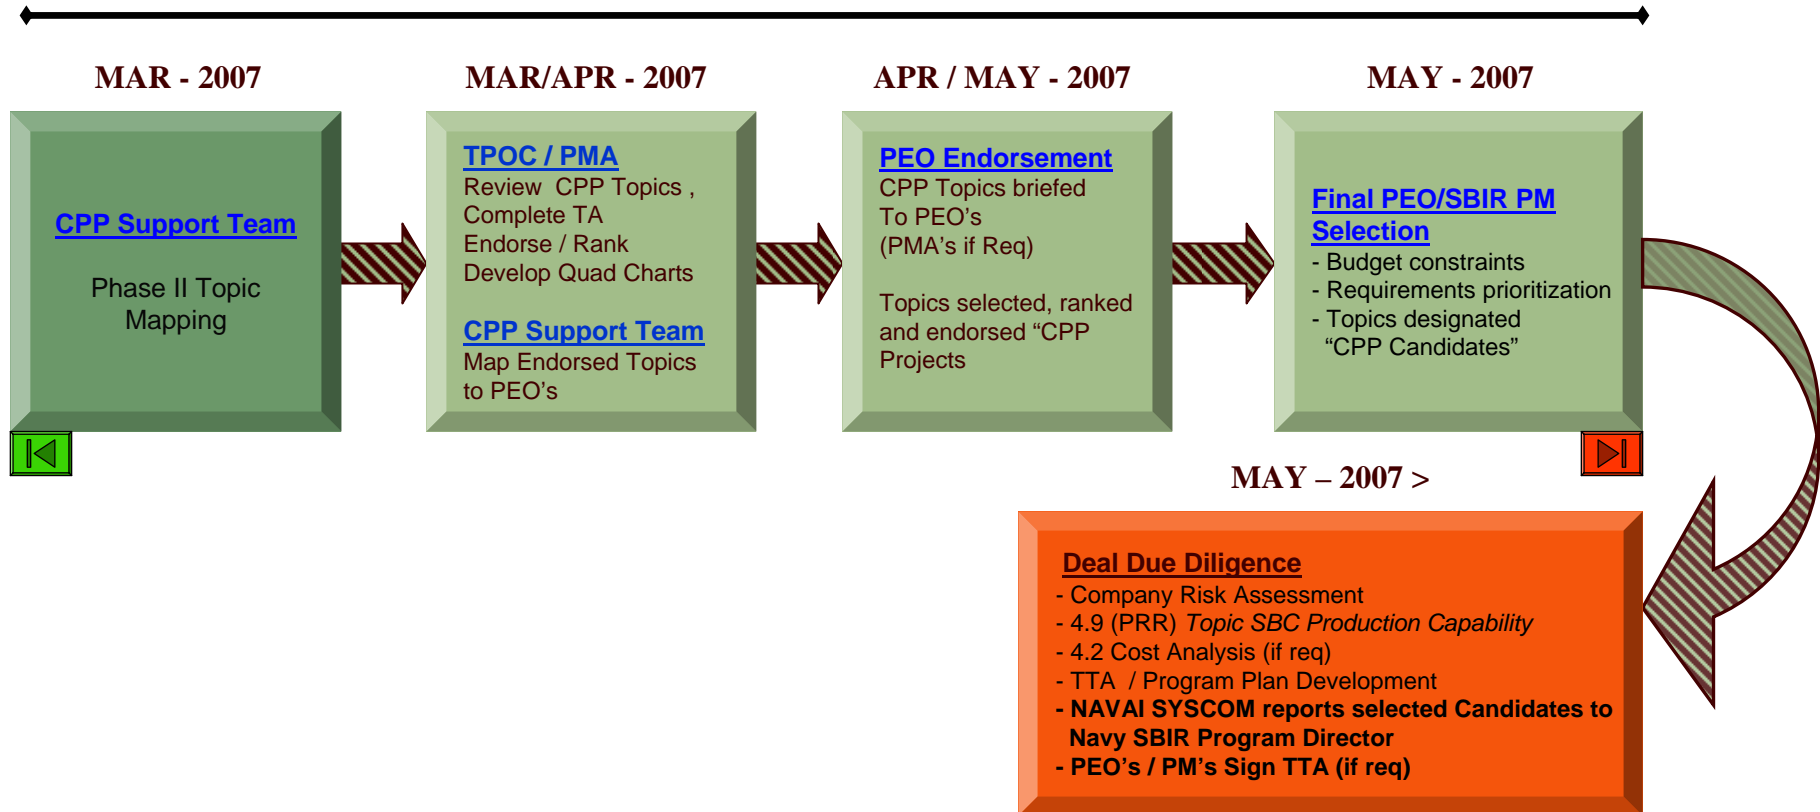 MAR - 2007
MAR/APR - 2007
APR / MAY - 2007
MAY - 2007
CPP Support Team
Phase II Topic
Mapping
TPOC / PMA
Review CPP Topics ,
Complete TA
Endorse / Rank
Develop Quad Charts
CPP Support Team
Map Endorsed Topics
to PEO’s
PEO Endorsement
CPP Topics briefed
To PEO’s
(PMA’s if Req)
Topics selected, ranked
and endorsed “CPP
Projects
Final PEO/SBIR PM
Selection
- Budget constraints
- Requirements prioritization
- Topics designated
“CPP Candidates”
MAY – 2007 >
Deal Due Diligence
- Company Risk Assessment
- 4.9 (PRR) Topic SBC Production Capability
- 4.2 Cost Analysis (if req)
- TTA / Program Plan Development
- NAVAI SYSCOM reports selected Candidates to
Navy SBIR Program Director
- PEO’s / PM’s Sign TTA (if req)